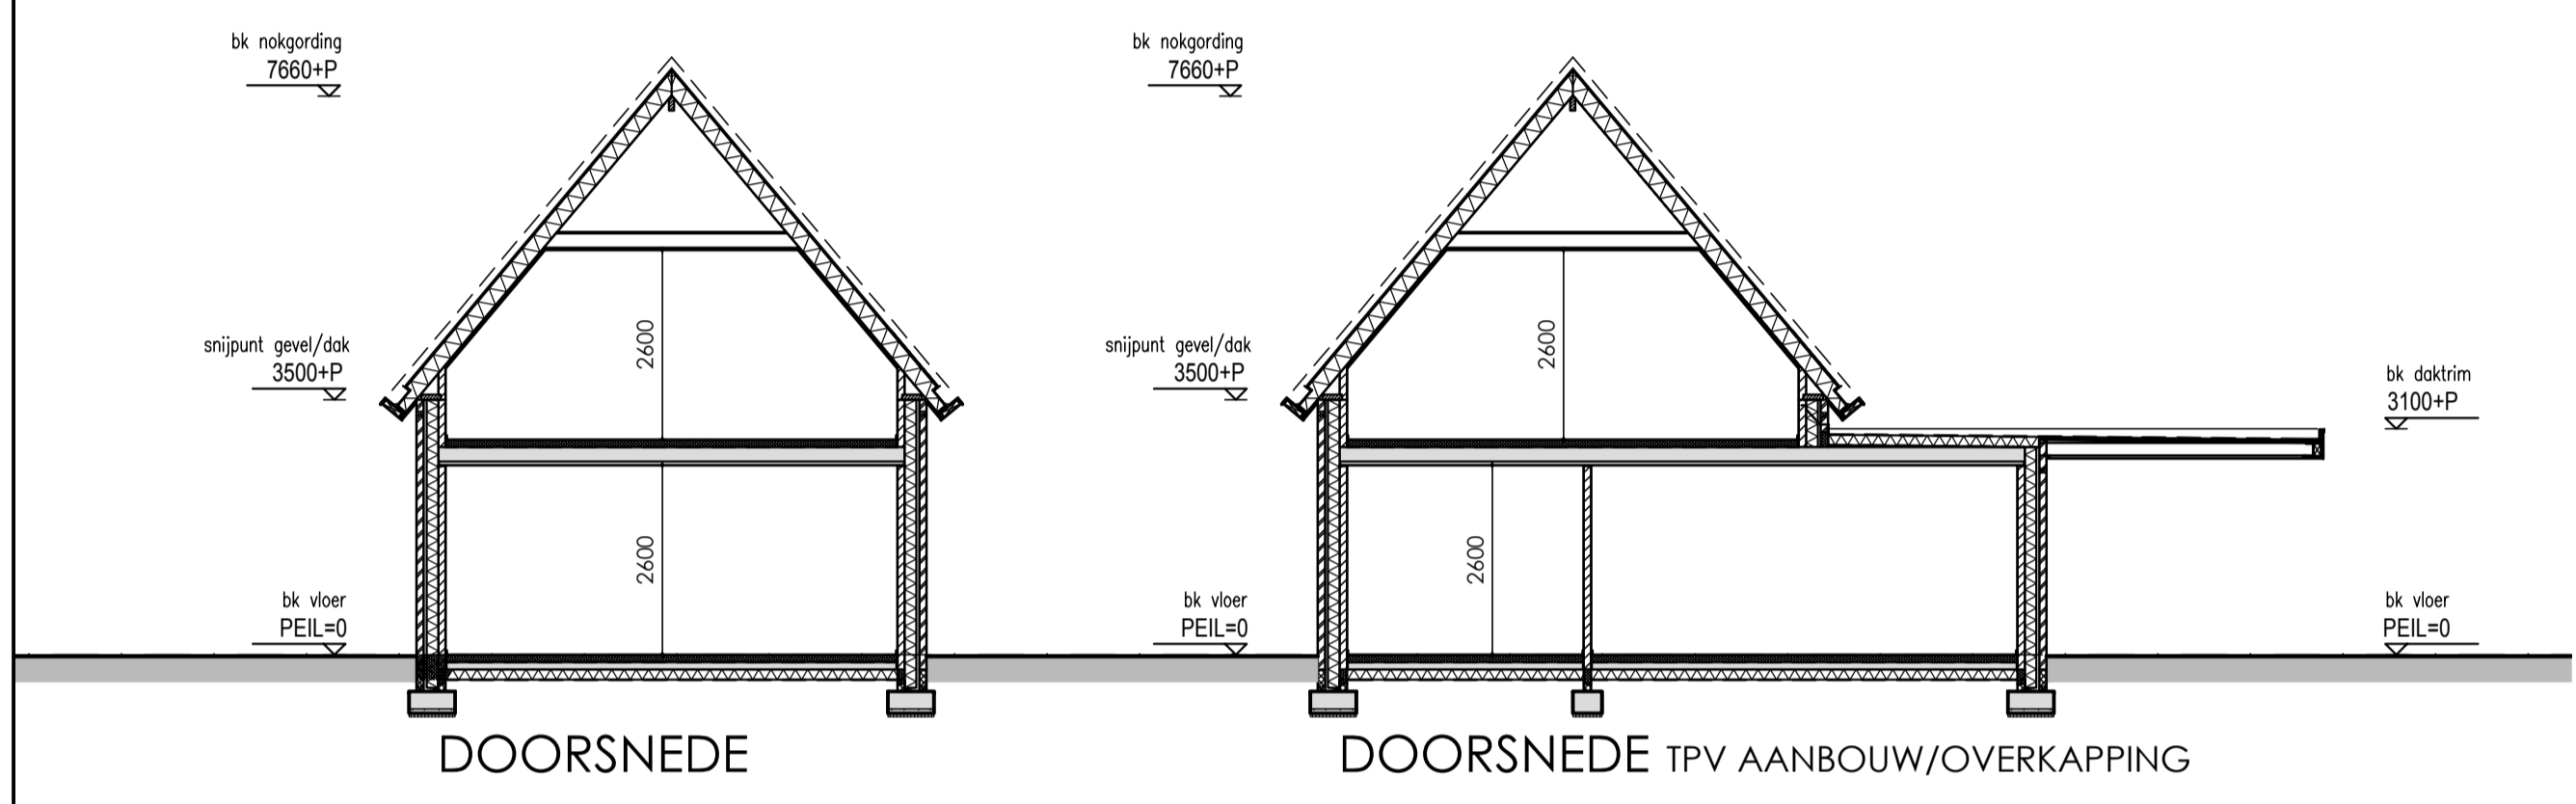 bk nokgording
7660+P
snijpunt gevel/dak
3500+P
2600
2600
bk vloer
PEIL=0
DOORSNEDE
bk nokgording
7660+P
snijpunt gevel/dak
3500+P
2600
2600
bk vloer
PEIL=0
bk daktrim
3100+P
bk vloer
PEIL=0
DOORSNEDE TPV AANBOUW/OVERKAPPING